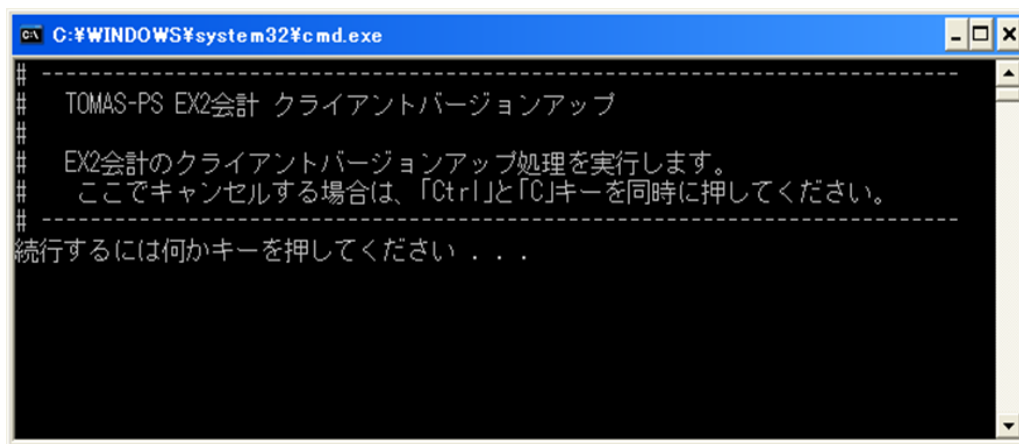 C:¥WINDOWS¥system32¥cmd.exe
# ---------------------------------------------------------------------------
#   TOMAS-PS EX2会計 クライアントバージョンアップ
#
#   EX2会計のクライアントバージョンアップ処理を実行します。
#    ここでキャンセルする場合は、「Ctrl」と「C」キーを同時に押してください。
# ---------------------------------------------------------------------------
続行するには何かキーを押してください . . .